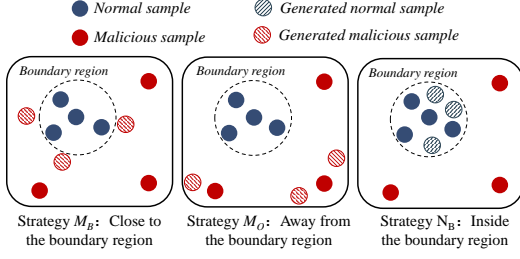 Normal sample
Generated normal sample
Malicious sample
Generated malicious sample
Boundary region
Boundary region
Boundary region
Strategy M_B: Close to
the boundary region
Strategy M_O: Away from
the boundary region
Strategy N_B: Inside
the boundary region